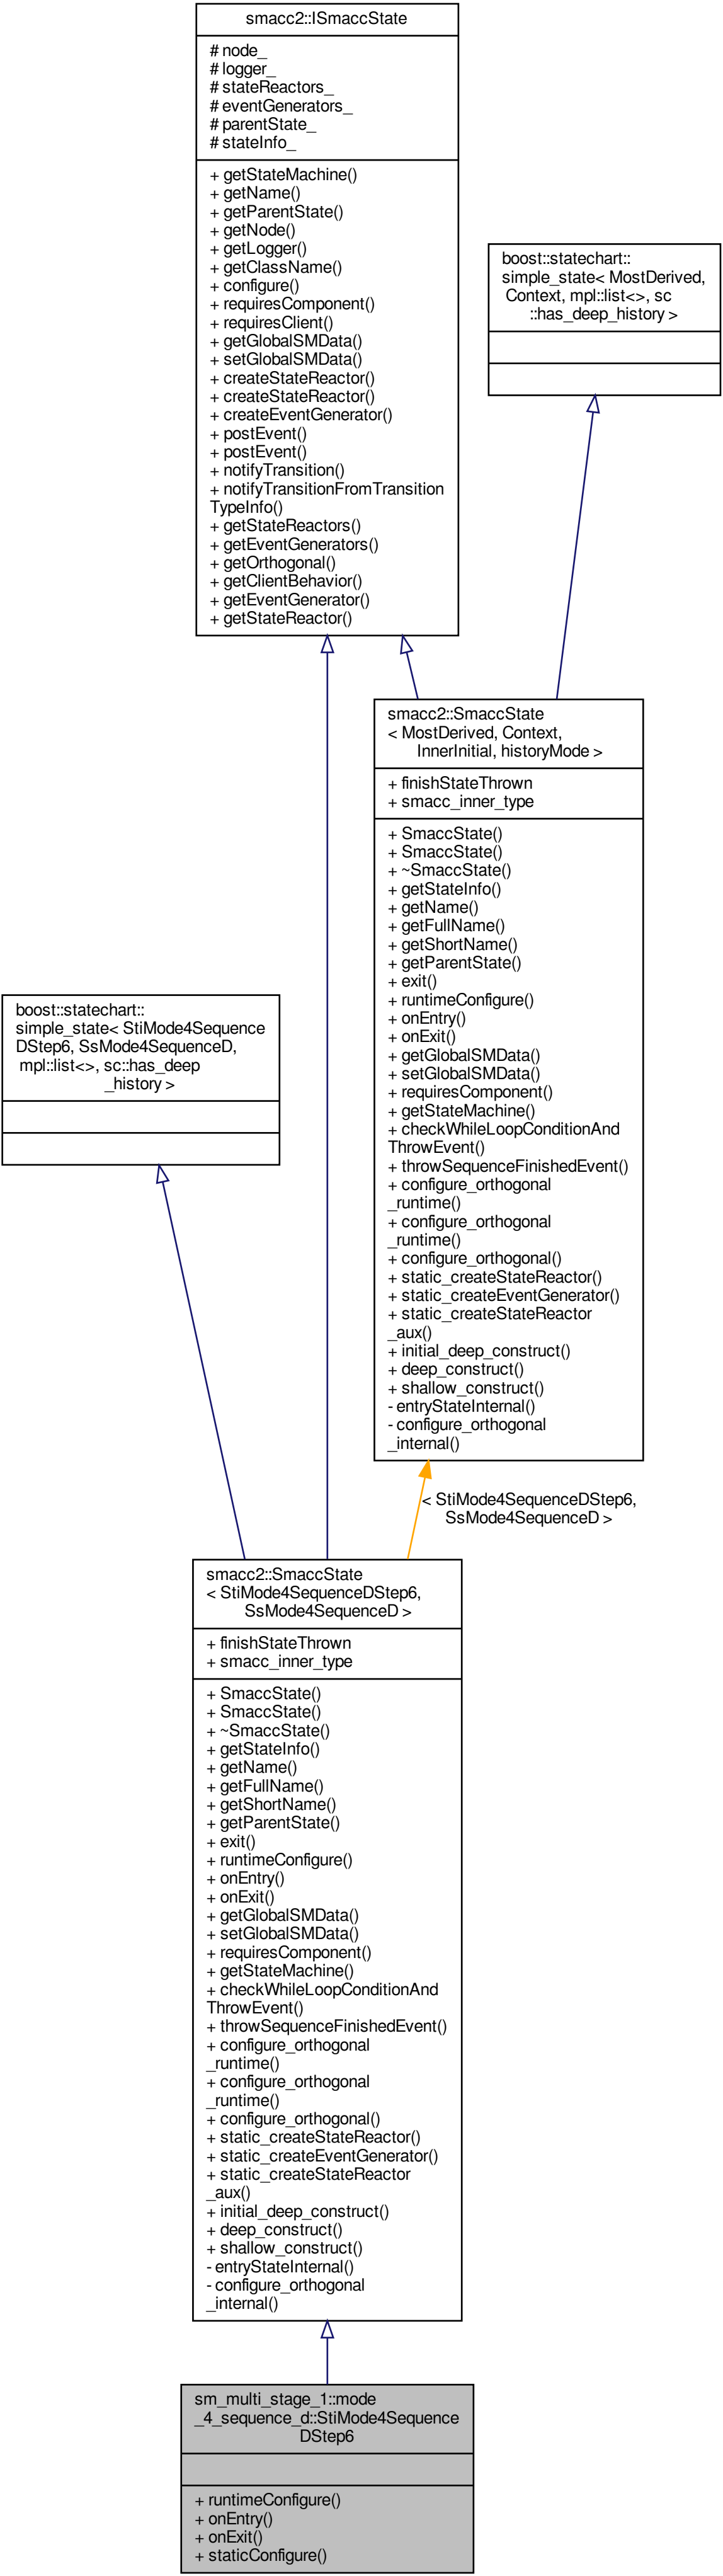 smacc2::ISmaccState
# node_
# logger_
# stateReactors_
# eventGenerators_
# parentState_
# stateInfo_
+ getStateMachine()
+ getName()
+ getParentState()
+ getNode()
+ getLogger()
+ getClassName()
+ configure()
+ requiresComponent()
+ requiresClient()
+ getGlobalSMData()
+ setGlobalSMData()
+ createStateReactor()
+ createStateReactor()
+ createEventGenerator()
+ postEvent()
+ postEvent()
+ notifyTransition()
+ notifyTransitionFromTransition
TypeInfo()
+ getStateReactors()
+ getEventGenerators()
+ getOrthogonal()
+ getClientBehavior()
+ getEventGenerator()
+ getStateReactor()
boost::statechart::
simple_state< MostDerived,
Context, mpl::list<>, sc
::has_deep_history >
smacc2::SmaccState
< MostDerived, Context,
InnerInitial, historyMode >
+ finishStateThrown
+ smacc_inner_type
+ SmaccState()
+ SmaccState()
+ ~SmaccState()
+ getStateInfo()
+ getName()
+ getFullName()
+ getShortName()
+ getParentState()
+ exit()
+ runtimeConfigure()
+ onEntry()
+ onExit()
+ getGlobalSMData()
+ setGlobalSMData()
+ requiresComponent()
+ getStateMachine()
+ checkWhileLoopConditionAnd
ThrowEvent()
+ throwSequenceFinishedEvent()
+ configure_orthogonal
_runtime()
+ configure_orthogonal
_runtime()
+ configure_orthogonal()
+ static_createStateReactor()
+ static_createEventGenerator()
+ static_createStateReactor
_aux()
+ initial_deep_construct()
+ deep_construct()
+ shallow_construct()
- entryStateInternal()
- configure_orthogonal
_internal()
boost::statechart::
simple_state< StiMode4Sequence
DStep6, SsMode4SequenceD,
mpl::list<>, sc::has_deep
_history >
< StiMode4SequenceDStep6,
SsMode4SequenceD >
smacc2::SmaccState
< StiMode4SequenceDStep6,
SsMode4SequenceD >
+ finishStateThrown
+ smacc_inner_type
+ SmaccState()
+ SmaccState()
+ ~SmaccState()
+ getStateInfo()
+ getName()
+ getFullName()
+ getShortName()
+ getParentState()
+ exit()
+ runtimeConfigure()
+ onEntry()
+ onExit()
+ getGlobalSMData()
+ setGlobalSMData()
+ requiresComponent()
+ getStateMachine()
+ checkWhileLoopConditionAnd
ThrowEvent()
+ throwSequenceFinishedEvent()
+ configure_orthogonal
_runtime()
+ configure_orthogonal
_runtime()
+ configure_orthogonal()
+ static_createStateReactor()
+ static_createEventGenerator()
+ static_createStateReactor
_aux()
+ initial_deep_construct()
+ deep_construct()
+ shallow_construct()
- entryStateInternal()
- configure_orthogonal
_internal()
sm_multi_stage_1::mode
_4_sequence_d::StiMode4Sequence
DStep6
+ runtimeConfigure()
+ onEntry()
+ onExit()
+ staticConfigure()